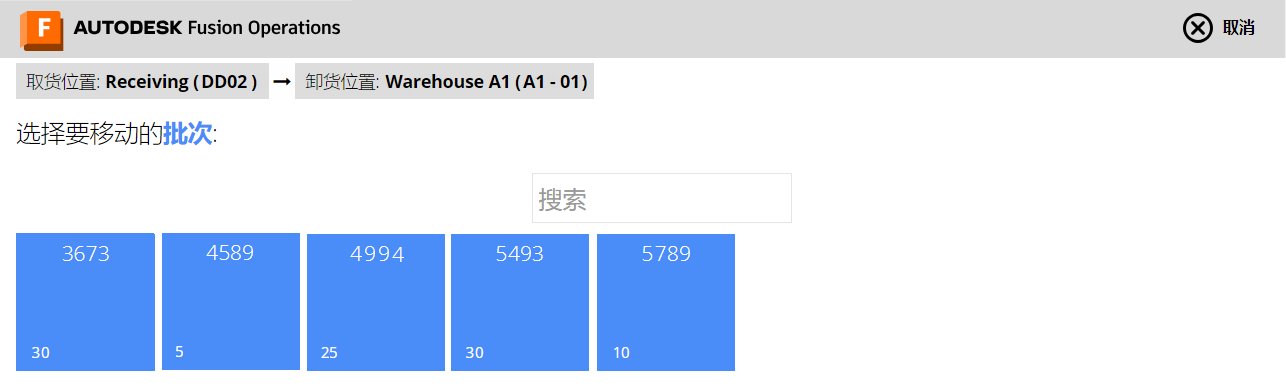 F AUTODESK Fusion Operations 取消
取货位置: Receiving (DD02 ) → 卸货位置: Warehouse A1 (A1 - 01)
选择要移动的批次:
搜索
3673 4589 4994 5493 5789
30 5 25 30 10